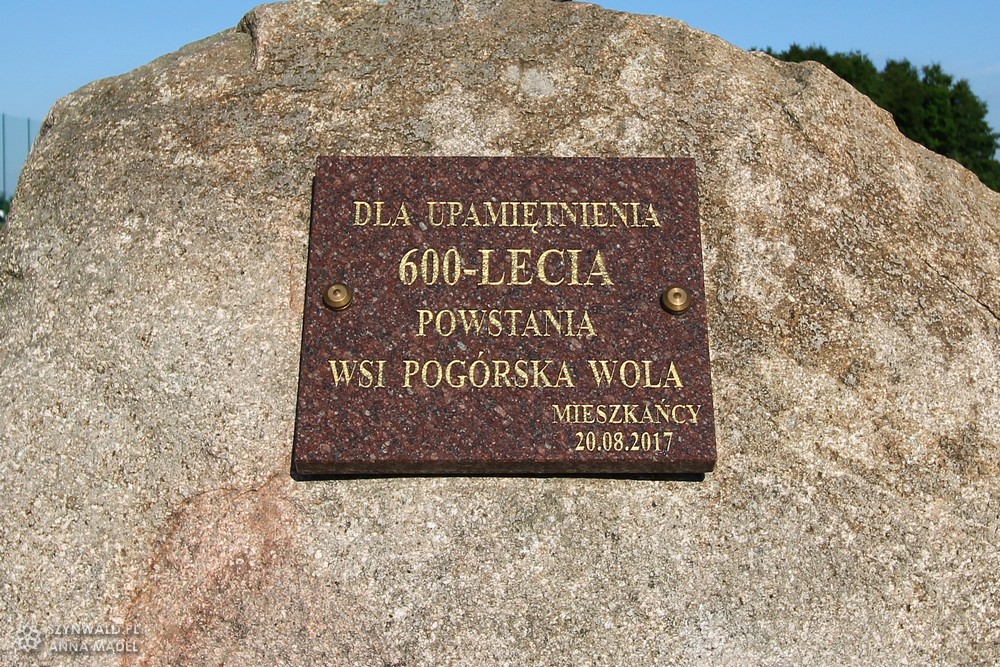 DLA UPAMIĘTNIENIA
600-LECIA
POWSTANIA
WSI POGÓRSKA WOLA
MIESZKAŃCY
20.08.2017
SZYNWALD.PL
ANNA MĄDEL